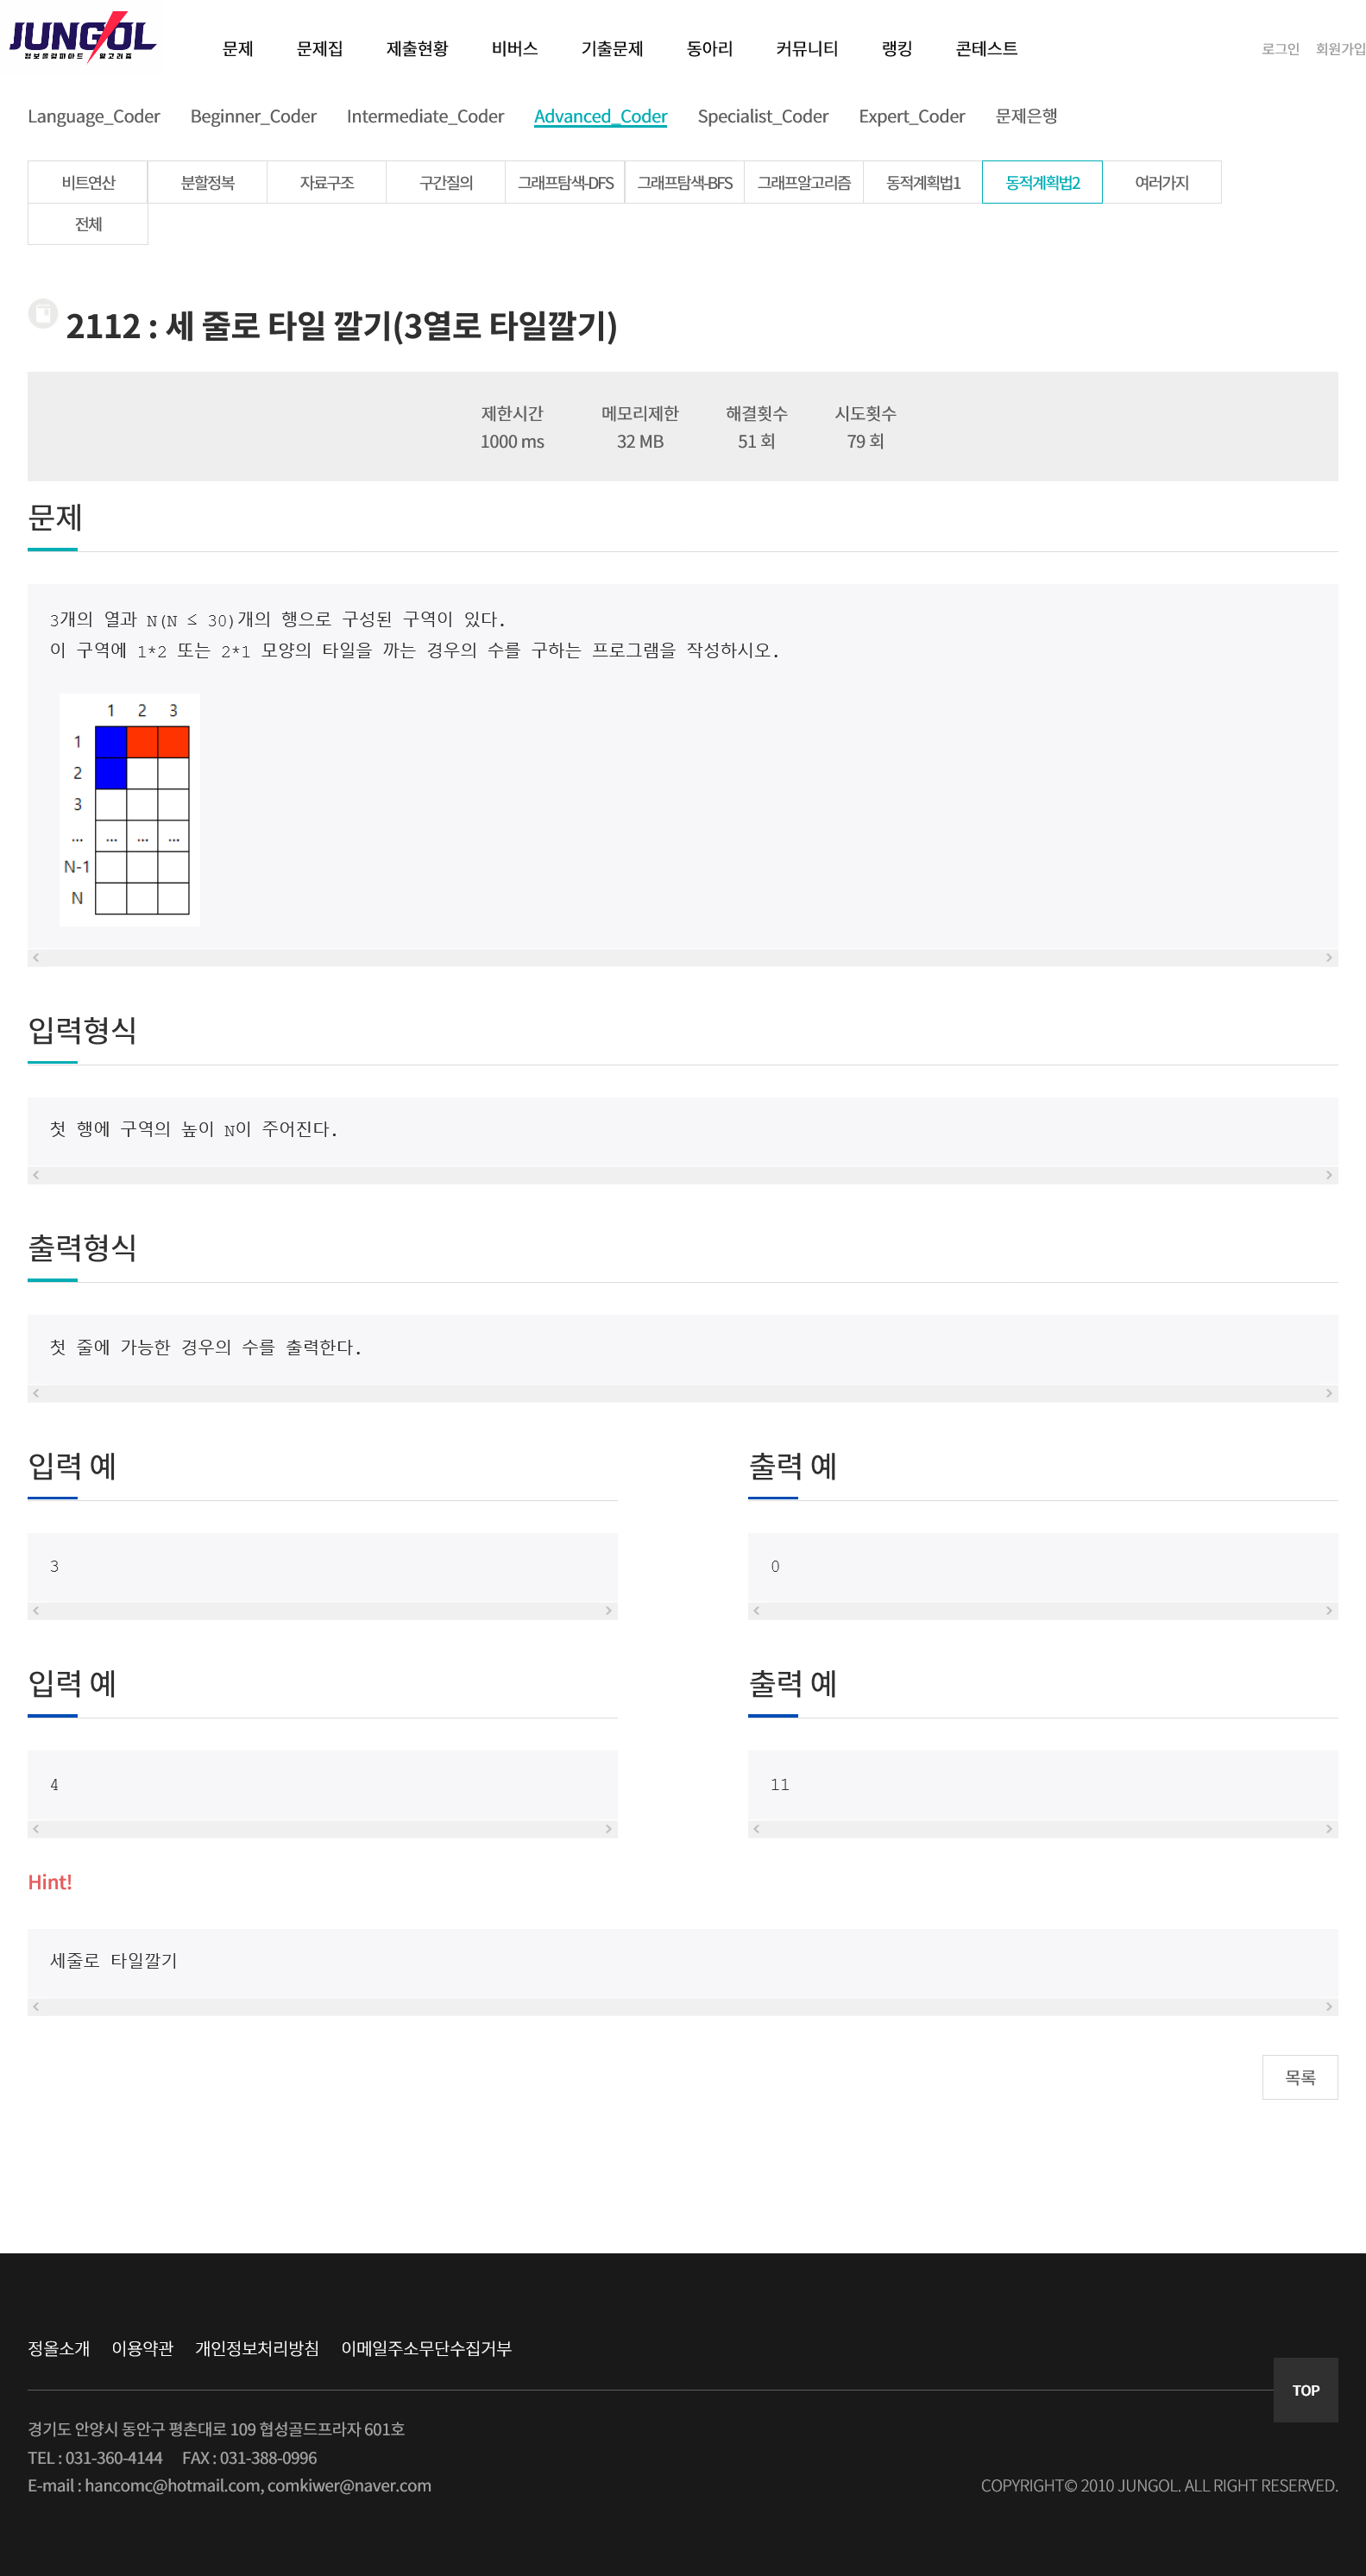 JUNGOL
정보올림피아드 알고리즘
문제 문제집 제출현황 비버스 기출문제 동아리 커뮤니티 랭킹 콘테스트 로그인 회원가입
Language_Coder Beginner_Coder Intermediate_Coder Advanced_Coder Specialist_Coder Expert_Coder 문제은행
비트연산 분할정복 자료구조 구간질의 그래프탐색-DFS 그래프탐색-BFS 그래프알고리즘 동적계획법1 동적계획법2 여러가지
전체
2112 : 세 줄로 타일 깔기(3열로 타일깔기)
제한시간 메모리제한 해결횟수 시도횟수
1000 ms 32 MB 51 회 79 회
문제
3개의 열과 N(N ≤ 30)개의 행으로 구성된 구역이 있다.
이 구역에 1*2 또는 2*1 모양의 타일을 까는 경우의 수를 구하는 프로그램을 작성하시오.
1 2 3
1
2
3
... ... ... ...
N-1
N
입력형식
첫 행에 구역의 높이 N이 주어진다.
출력형식
첫 줄에 가능한 경우의 수를 출력한다.
입력 예 출력 예
3 0
입력 예 출력 예
4 11
Hint!
세줄로 타일깔기
목록
정올소개 이용약관 개인정보처리방침 이메일주소무단수집거부
TOP
경기도 안양시 동안구 평촌대로 109 협성골드프라자 601호
TEL : 031-360-4144 FAX : 031-388-0996
E-mail : hancomc@hotmail.com, comkiwer@naver.com COPYRIGHT© 2010 JUNGOL. ALL RIGHT RESERVED.